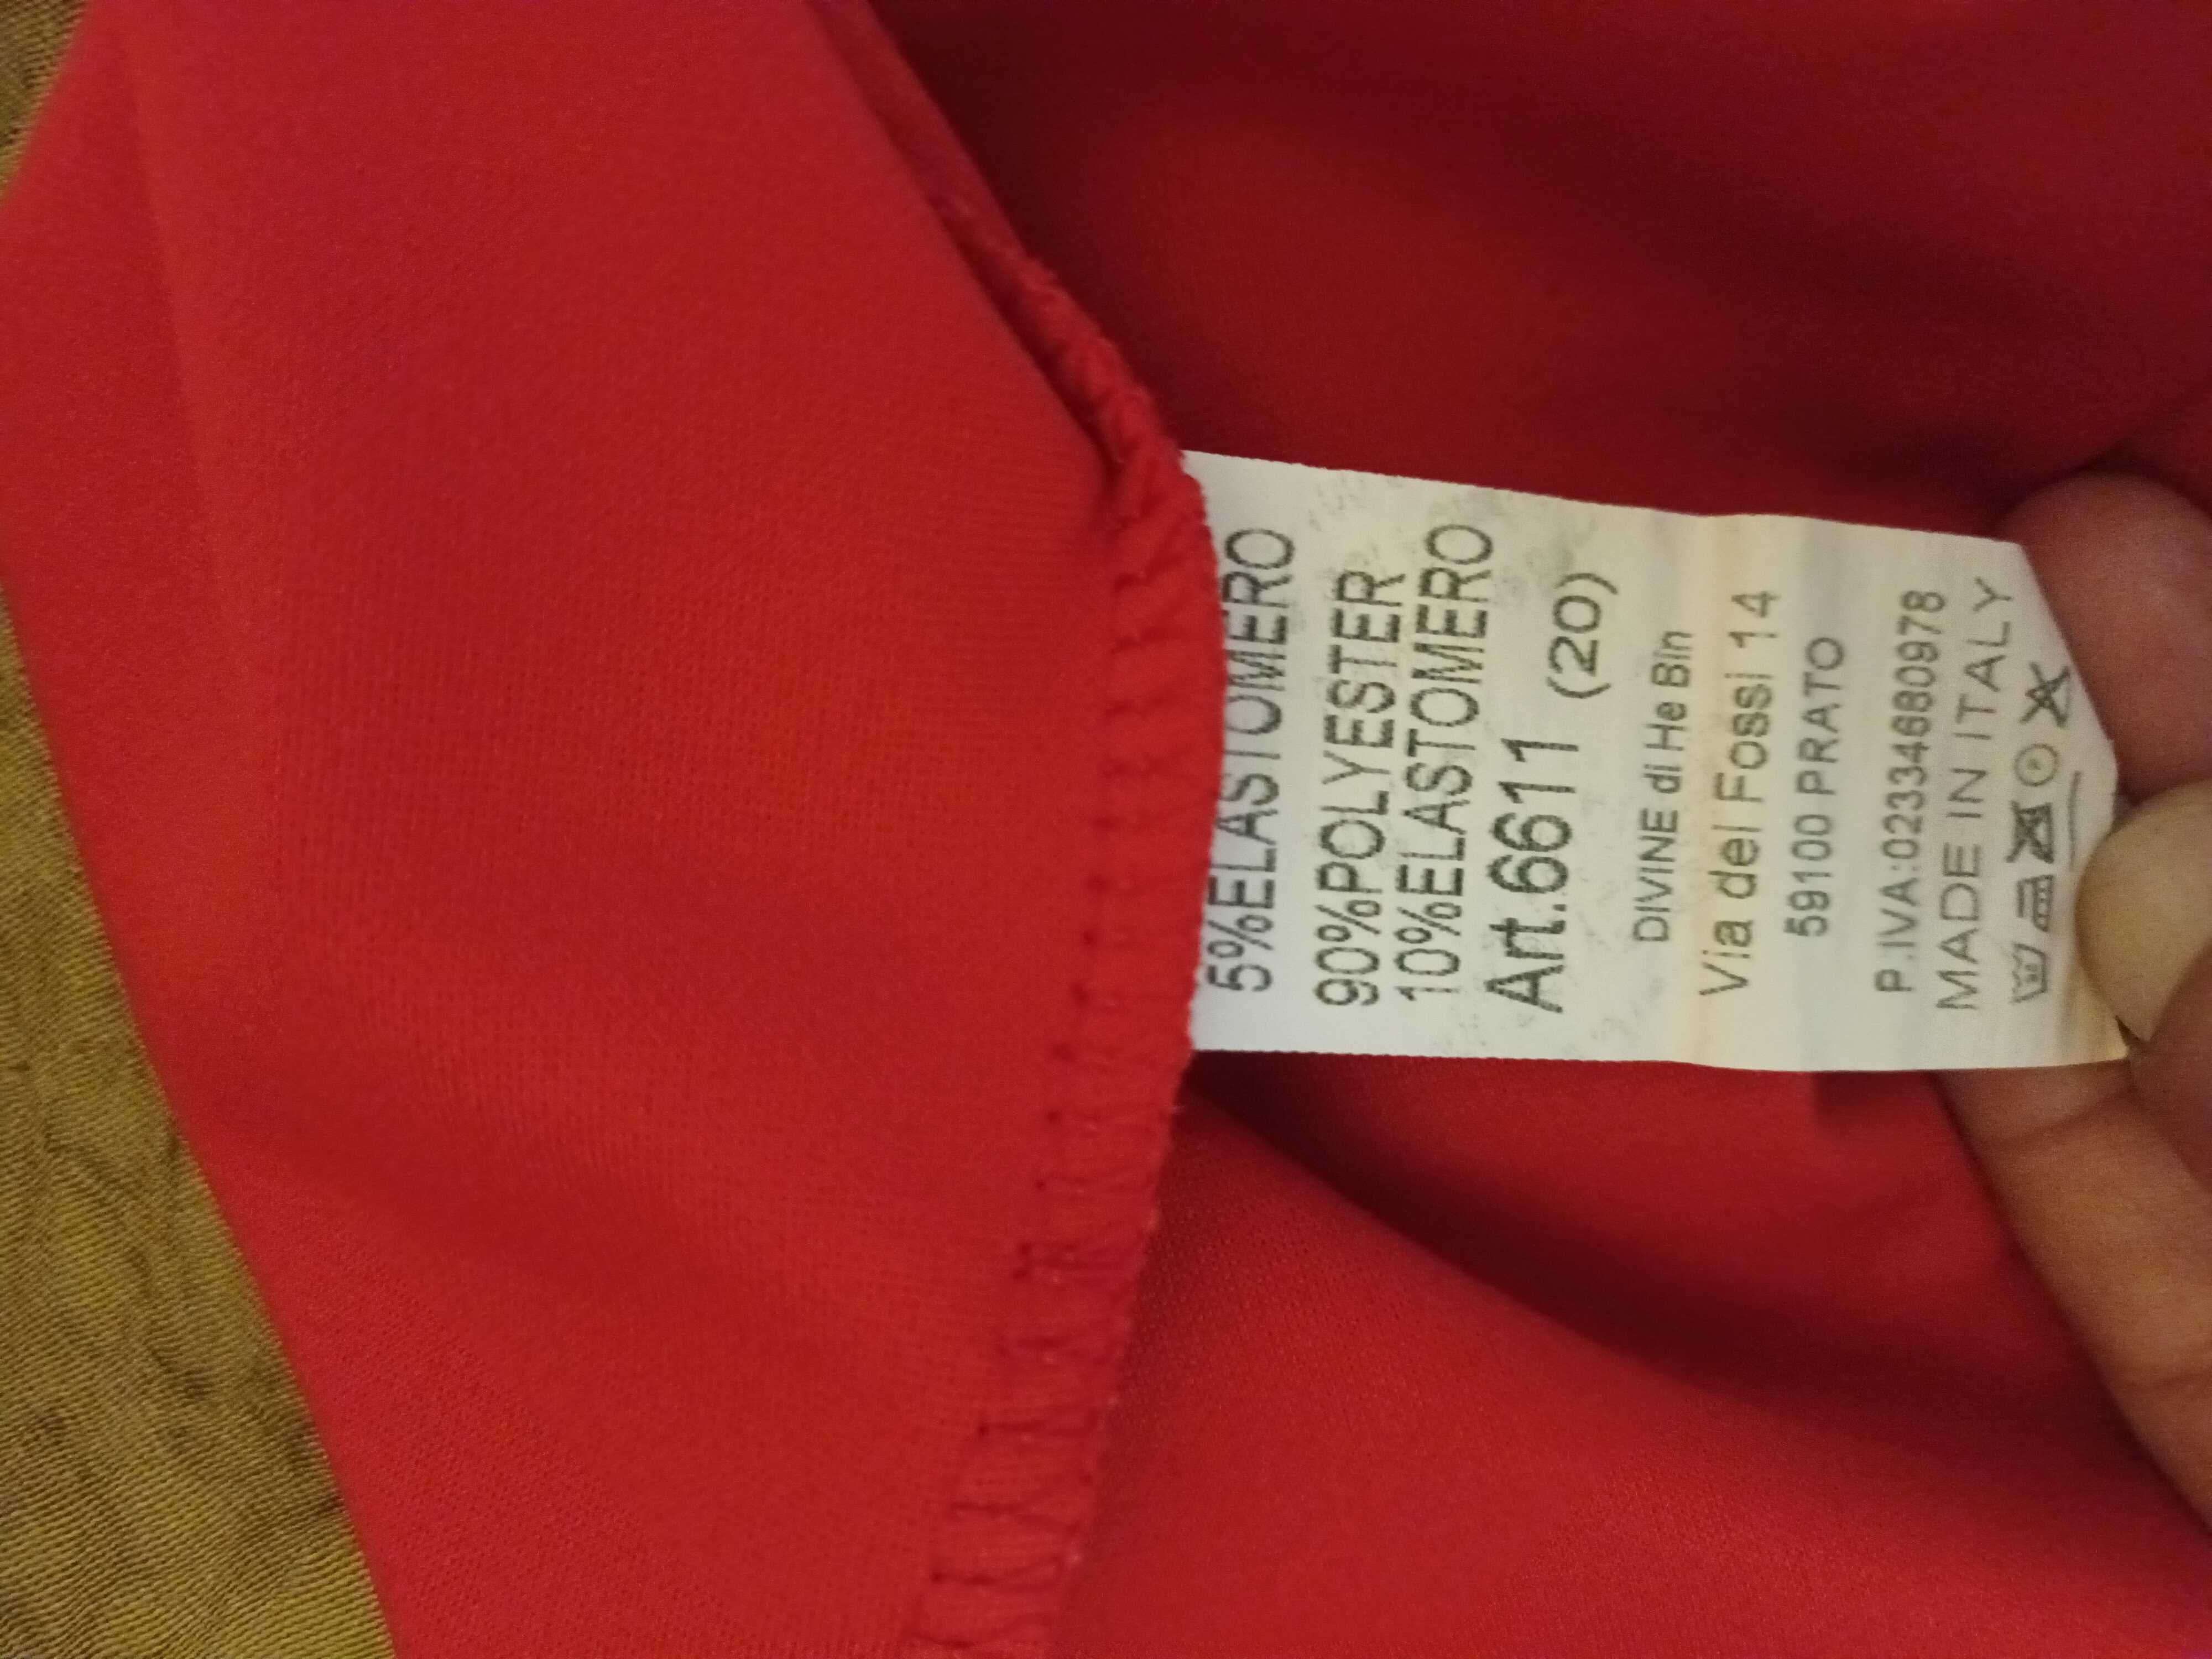 5%ELASTOMERO
90%POLYESTER
10%ELASTOMERO
Art.6611 (20)
DIVINE di He Bin
Via dei Fossi 14
59100 PRATO
P.IVA:02334680978
MADE IN ITALY